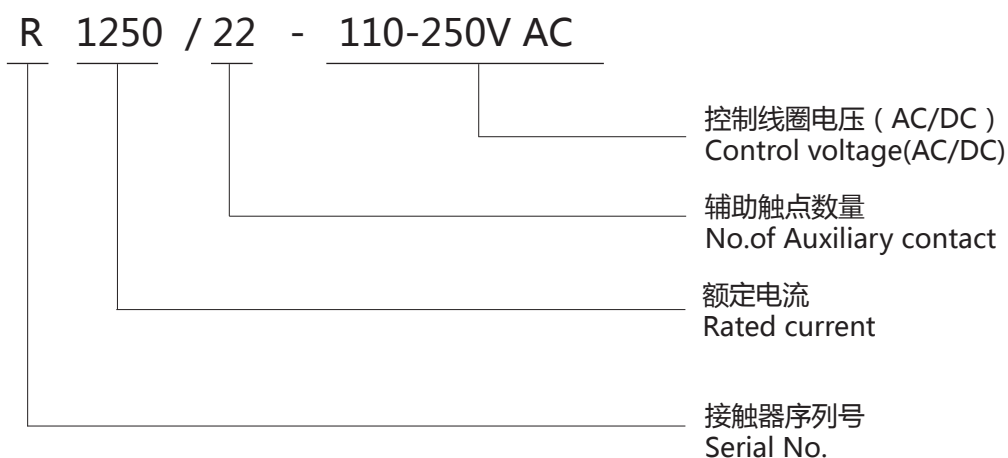 R 1250 / 22 - 110-250V AC
控制线圈电压（AC/DC）
Control voltage(AC/DC)
辅助触点数量
No.of Auxiliary contact
额定电流
Rated current
接触器序列号
Serial No.